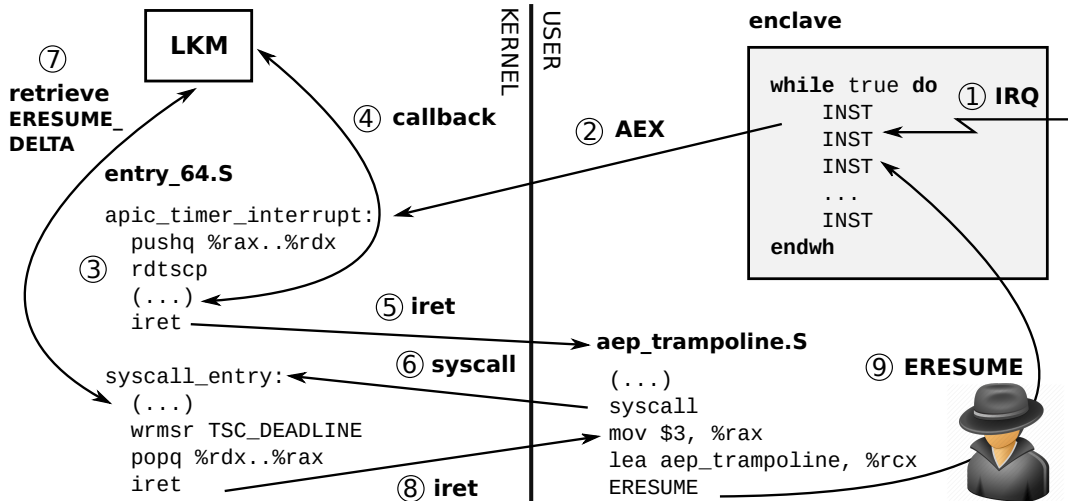 LKM
⑦
retrieve
ERESUME_
DELTA
④ callback
KERNEL
USER
② AEX
enclave
while true do
INST
① IRQ
INST
INST
...
INST
endwh
entry_64.S
apic_timer_interrupt:
pushq %rax..%rdx
③ rdtscp
(...)
iret
⑤ iret
⑥ syscall
syscall_entry:
(...)
wrmsr TSC_DEADLINE
popq %rdx..%rax
iret
⑧ iret
aep_trampoline.S
(...)
syscall
mov $3, %rax
lea aep_trampoline, %rcx
ERESUME
⑨ ERESUME